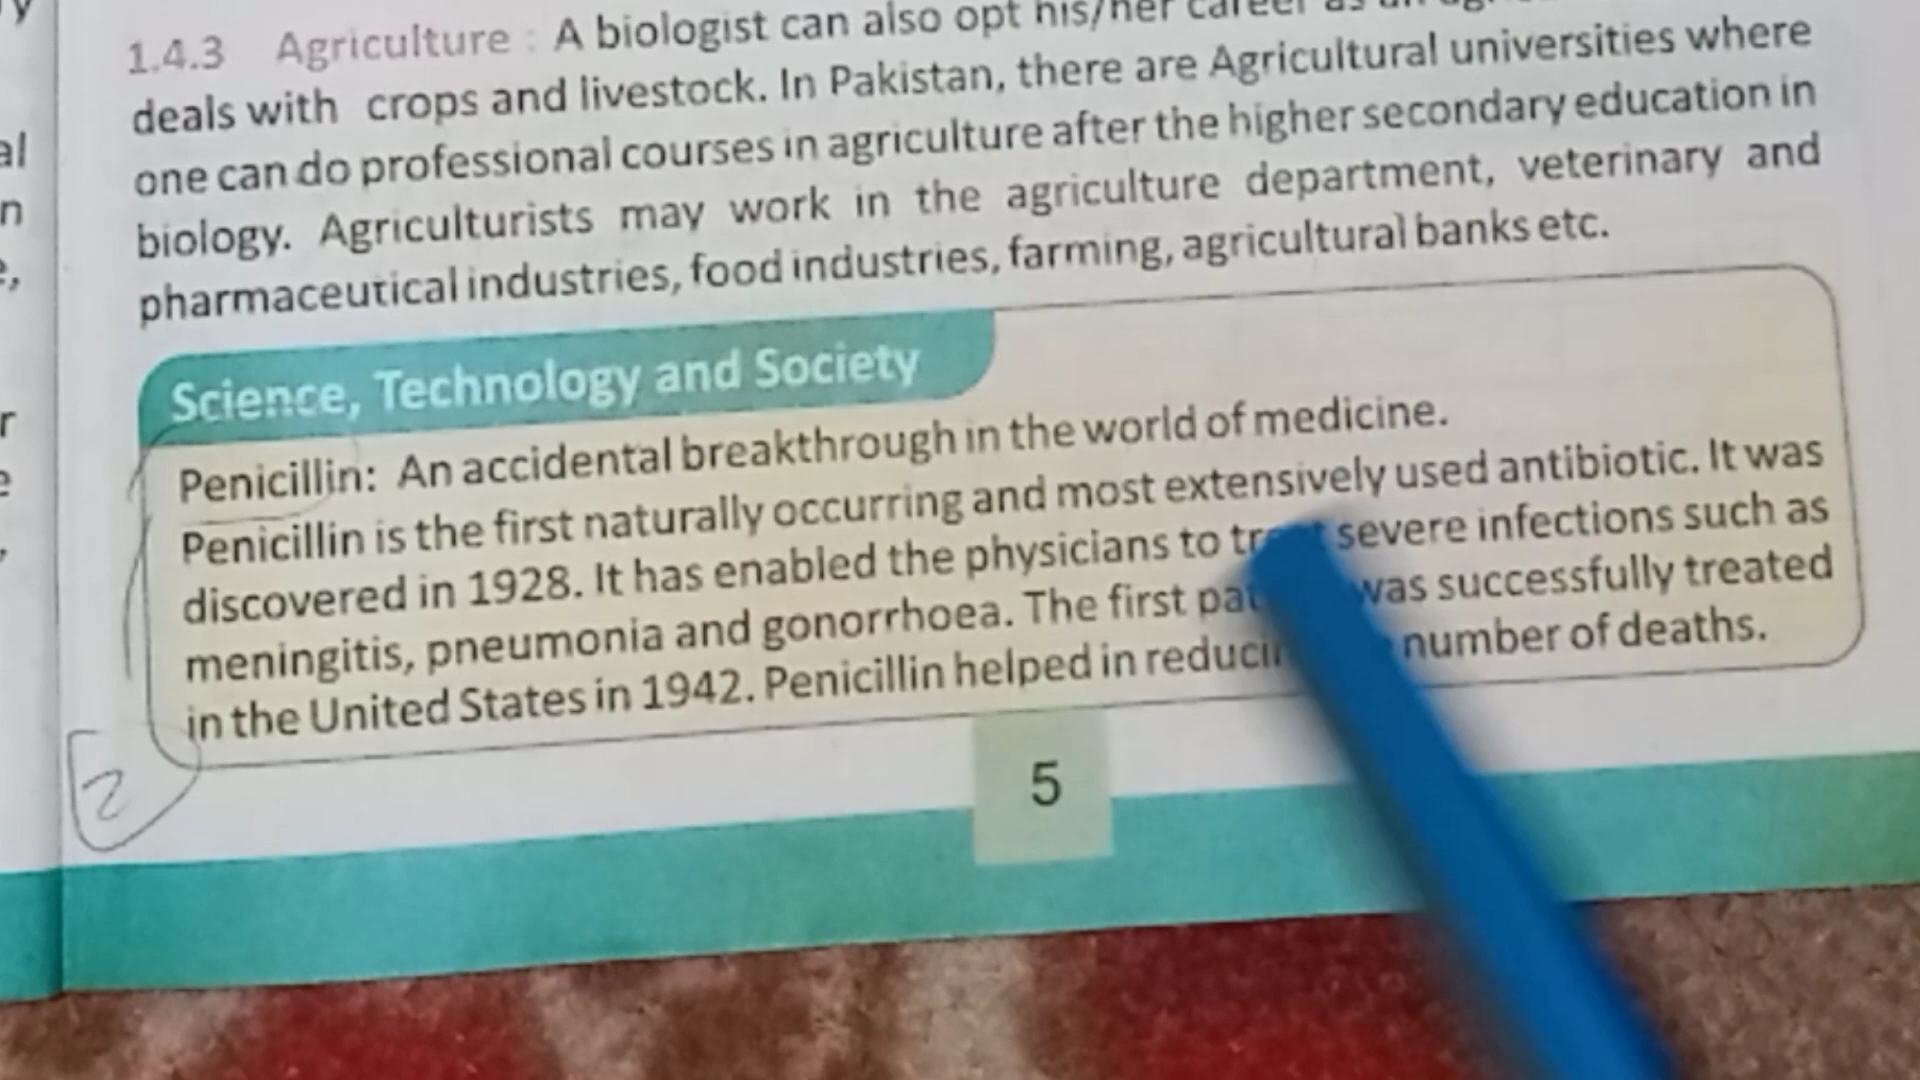 y
al
n
e,
r
e
1.4.3 Agriculture : A biologist can also opt his/her career as an
deals with crops and livestock. In Pakistan, there are Agricultural universities where
one can do professional courses in agriculture after the higher secondary education in
biology. Agriculturists may work in the agriculture department, veterinary and
pharmaceutical industries, food industries, farming, agricultural banks etc.
Science, Technology and Society
Penicillin: An accidental breakthrough in the world of medicine.
Penicillin is the first naturally occurring and most extensively used antibiotic. It was
discovered in 1928. It has enabled the physicians to treat severe infections such as
meningitis, pneumonia and gonorrhoea. The first was successfully treated
in the United States in 1942. Penicillin helped in number of deaths.
2
5